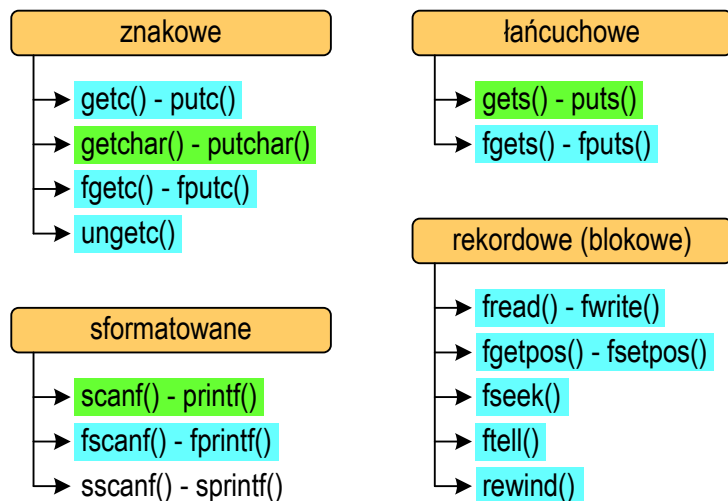 znakowe
getc() - putc()
getchar() - putchar()
fgetc() - fputc()
ungetc()
sformatowane
scanf() - printf()
fscanf() - fprintf()
sscanf() - sprintf()
łańcuchowe
gets() - puts()
fgets() - fputs()
rekordowe (blokowe)
fread() - fwrite()
fgetpos() - fsetpos()
fseek()
ftell()
rewind()